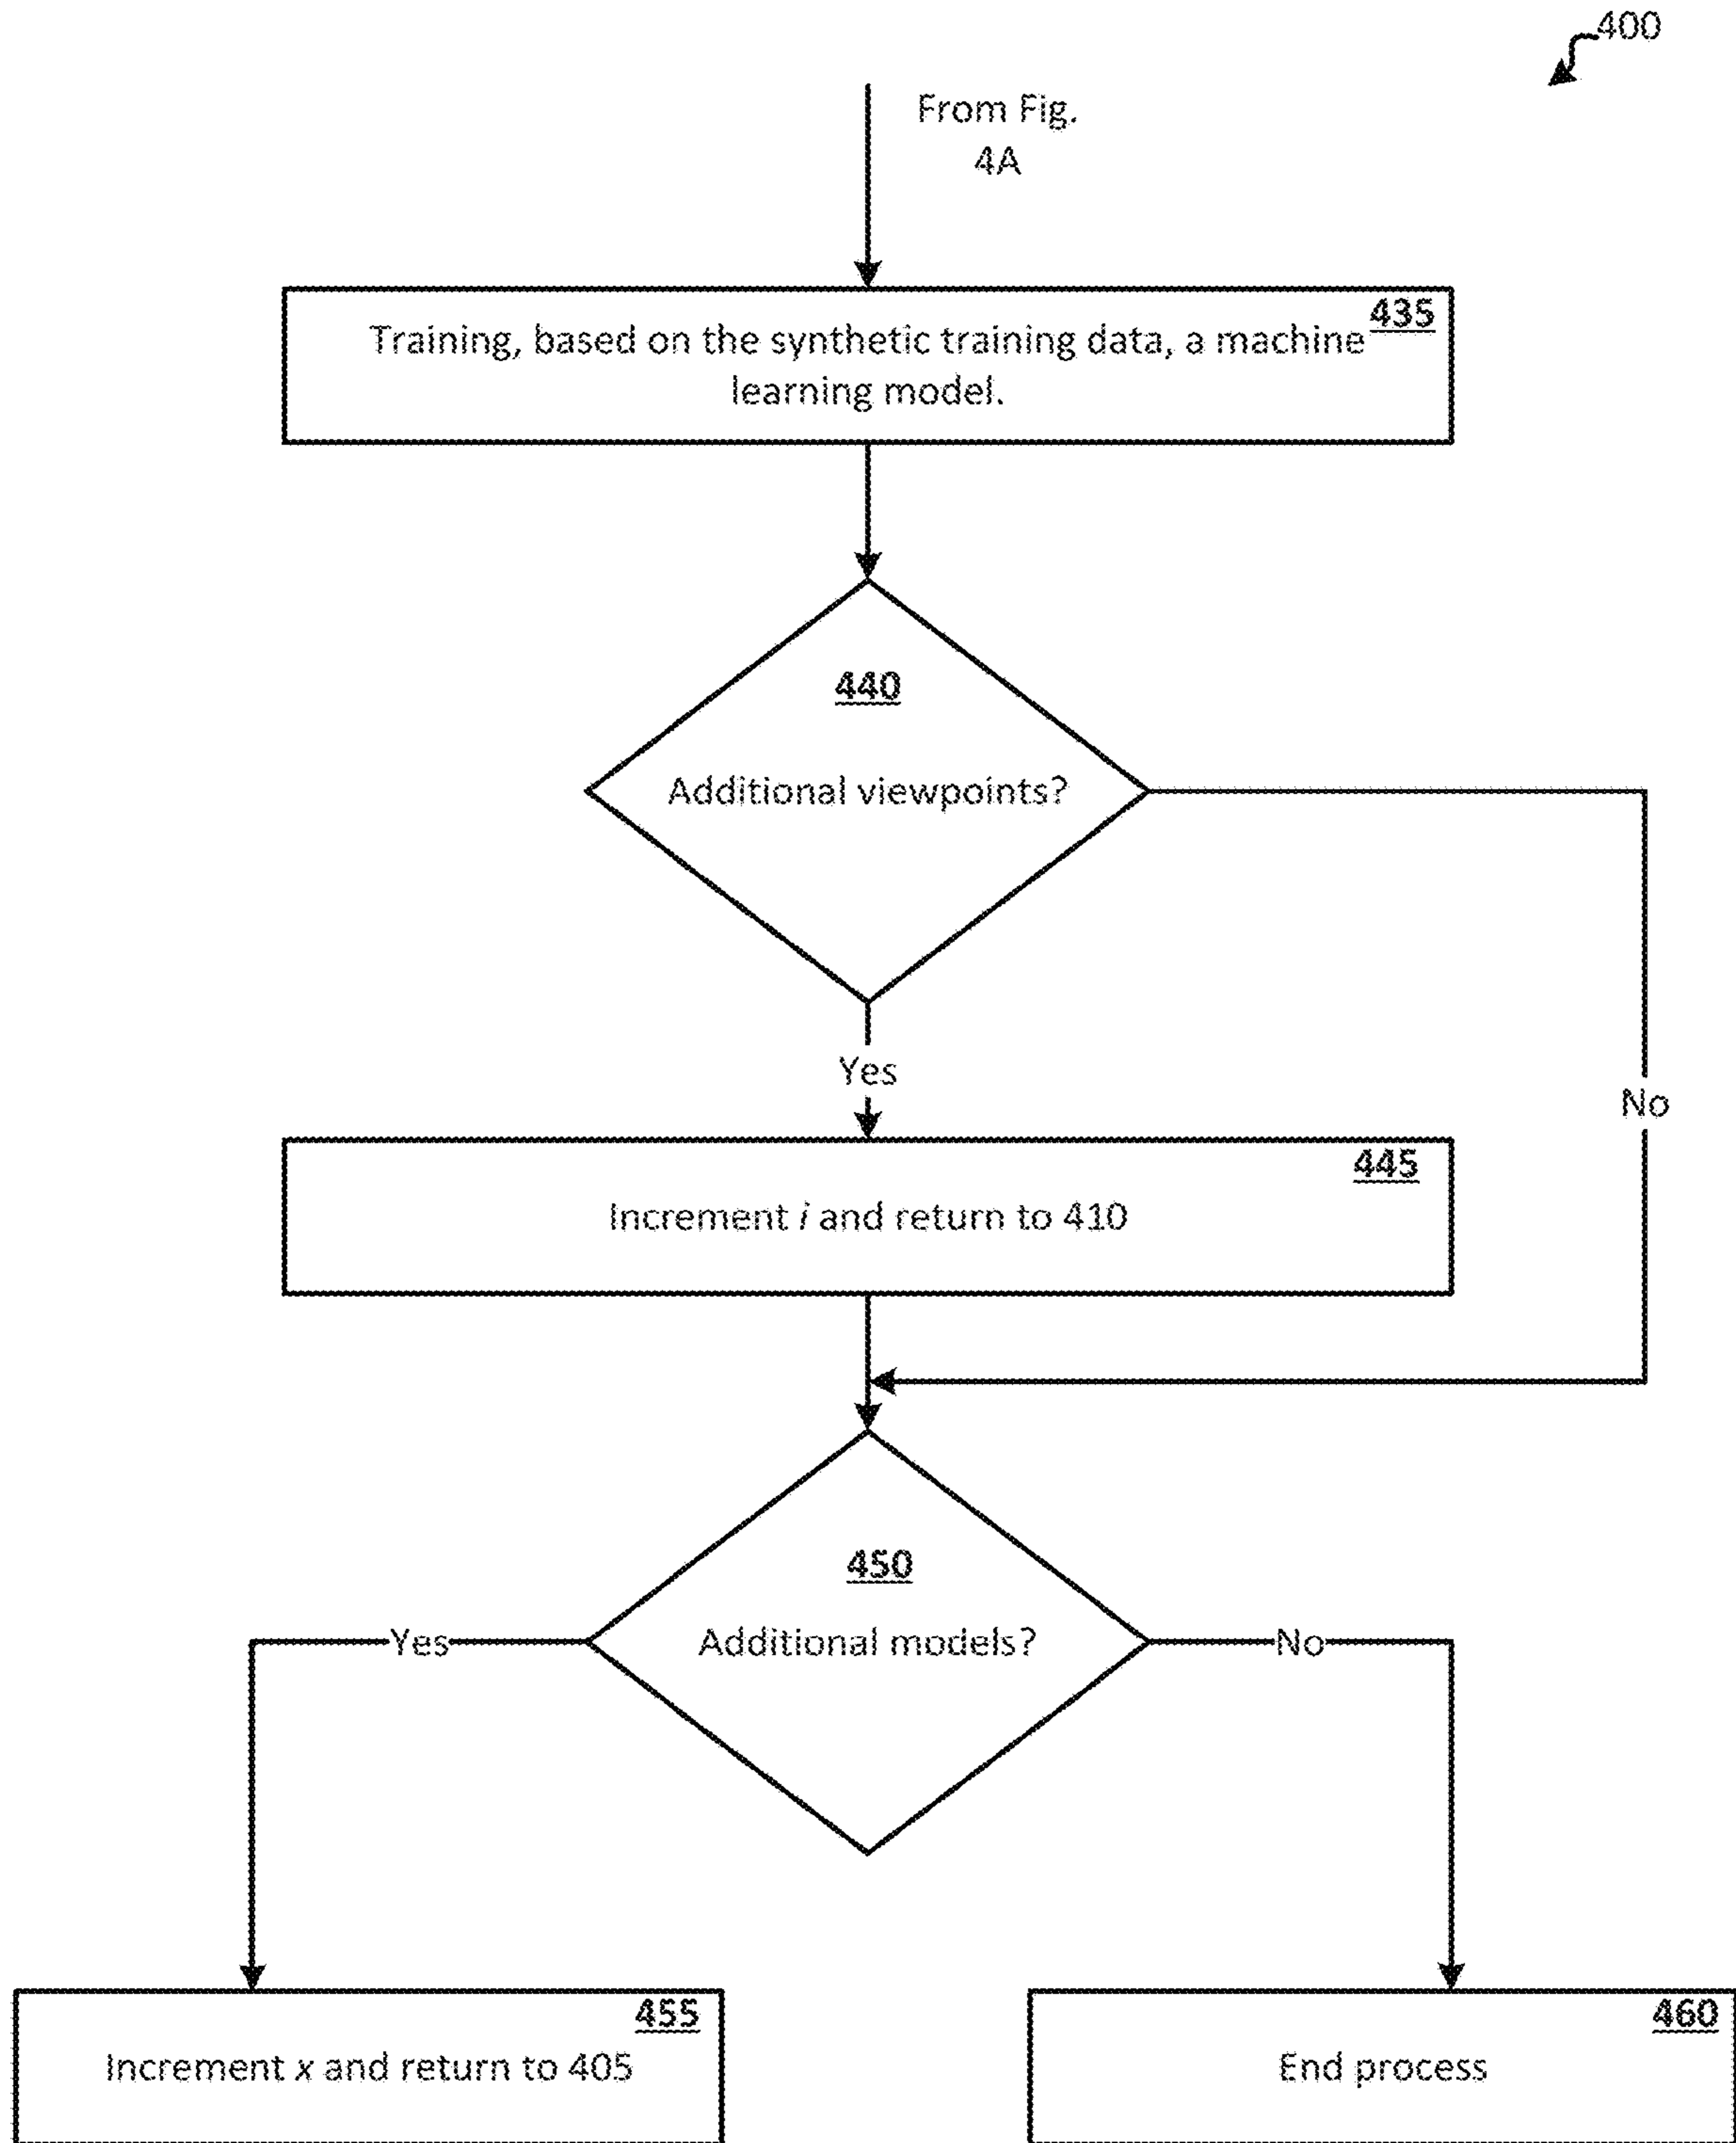 400
From Fig.
4A
435
Training, based on the synthetic training data, a machine
learning model.
440
Additional viewpoints?
Yes
No
445
Increment i and return to 410
450
Yes
Additional models?
No
455
Increment x and return to 405
460
End process